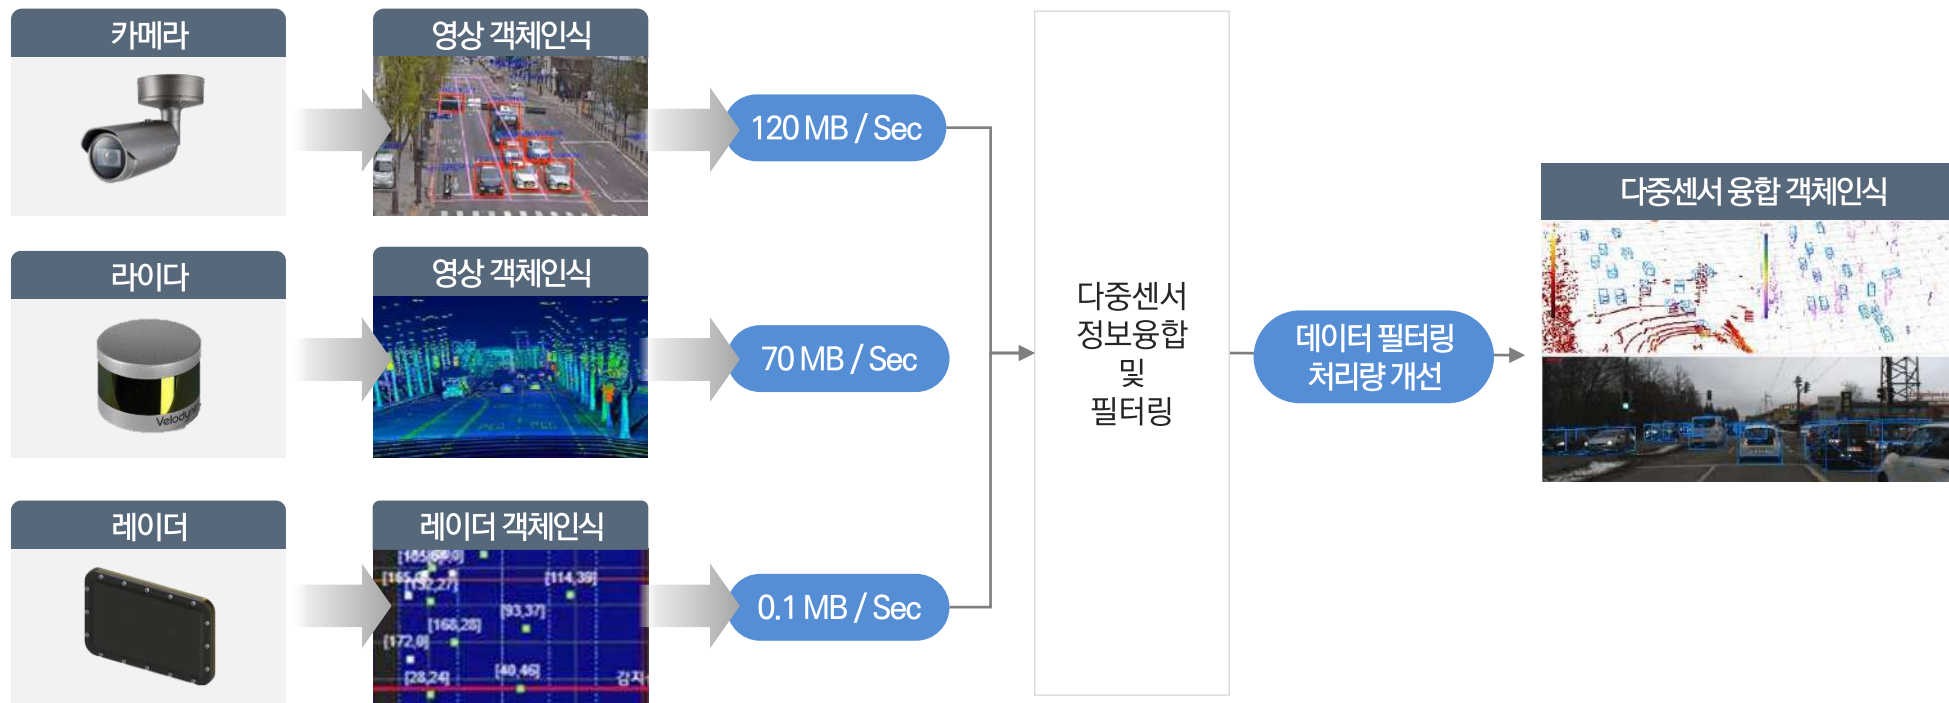 카메라
영상 객체인식
120 MB / Sec
라이다
Velodyne
영상 객체인식
70 MB / Sec
레이더
레이더 객체인식
[114,39]
[93,37]
[168,28]
[172,0]
[40,46]
[28,24]
0.1 MB / Sec
다중센서
정보융합
및
필터링
데이터 필터링
처리량 개선
다중센서 융합 객체인식